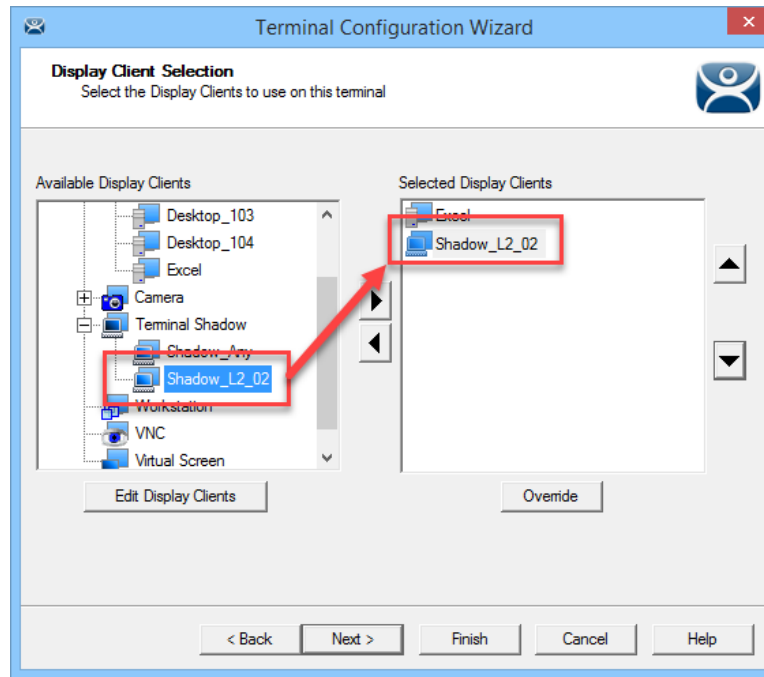 Terminal Configuration Wizard
Display Client Selection
Select the Display Clients to use on this terminal
Available Display Clients
Selected Display Clients
Desktop_103
Desktop_104
Excel
Camera
Terminal Shadow
Shadow_Any
Shadow_L2_02
Workstation
VNC
Virtual Screen
Excel
Shadow_L2_02
Edit Display Clients
Override
< Back
Next >
Finish
Cancel
Help